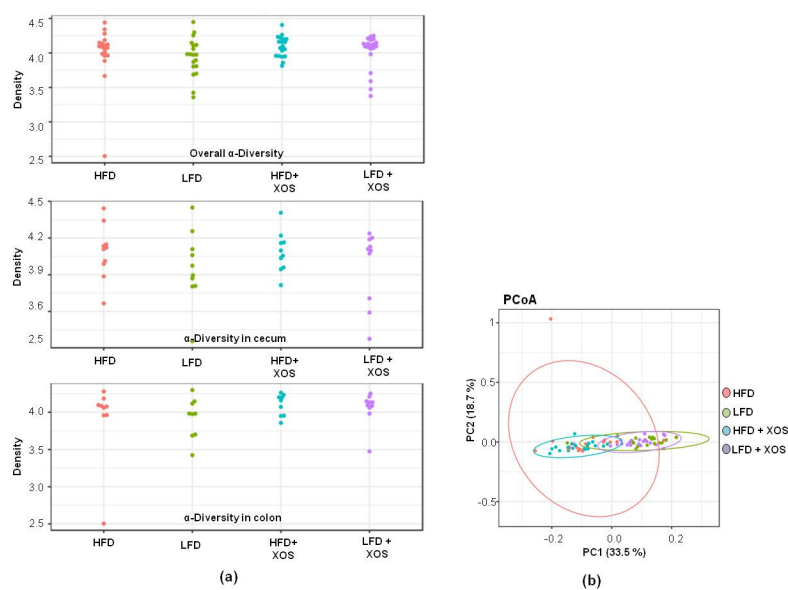 4.5
4.0
3.5
3.0
2.5
Density
Overall α-Diversity
HFD
LFD
HFD+
XOS
LFD +
XOS
4.5
4.2
3.9
3.6
2.5
Density
α-Diversity in cecum
HFD
LFD
HFD+
XOS
LFD +
XOS
4.0
3.5
3.0
2.5
Density
α-Diversity in colon
HFD
LFD
HFD+
XOS
LFD +
XOS
(a)
PCoA
1
0.5
0.0
-0.5
PC2 (18.7 %)
-0.2
0.0
0.2
PC1 (33.5 %)
HFD
LFD
HFD + XOS
LFD + XOS
(b)